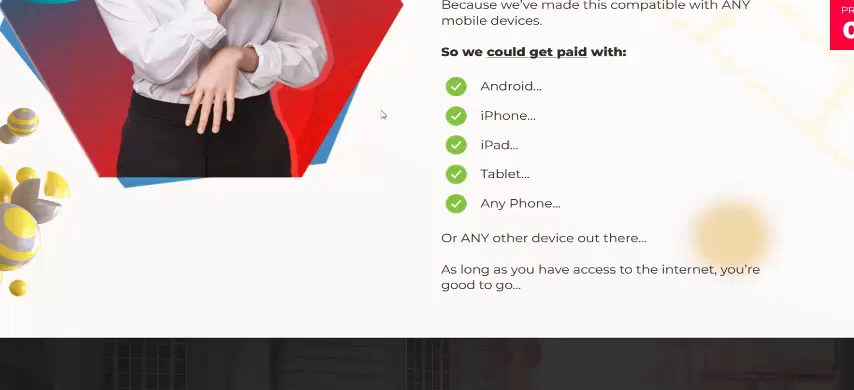 Because we've made this compatible with ANY
mobile devices.
So we could get paid with:
Android...
iPhone...
iPad...
Tablet...
Any Phone...
Or ANY other device out there...
As long as you have access to the internet, you're
good to go...